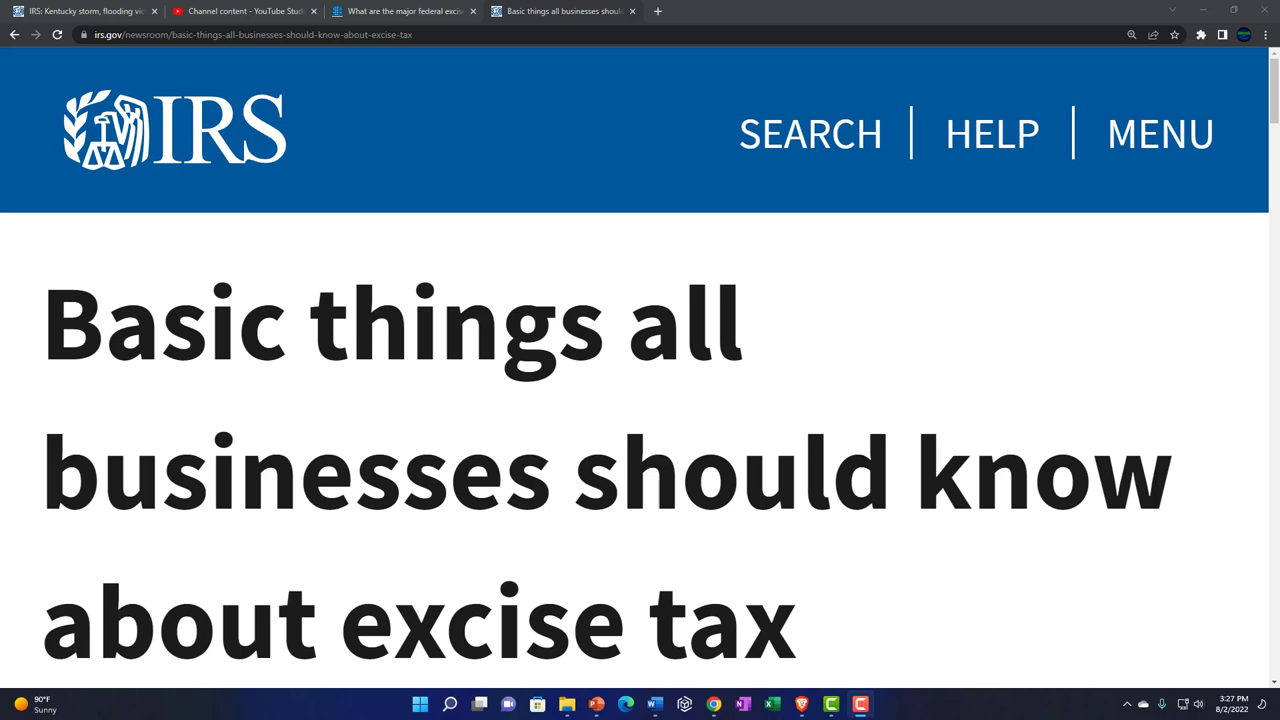 IRS: Kentucky storm, flooding vic
Channel content - YouTube Studi
What are the major federal excise
Basic things all businesses should
irs.gov/newsroom/basic-things-all-businesses-should-know-about-excise-tax
IRS
SEARCH
HELP
MENU
Basic things all
businesses should know
about excise tax
90°F
Sunny
3:27 PM
8/2/2022